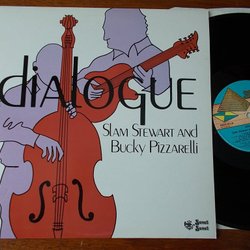 dialogue
Slam Stewart and
Bucky Pizzarelli